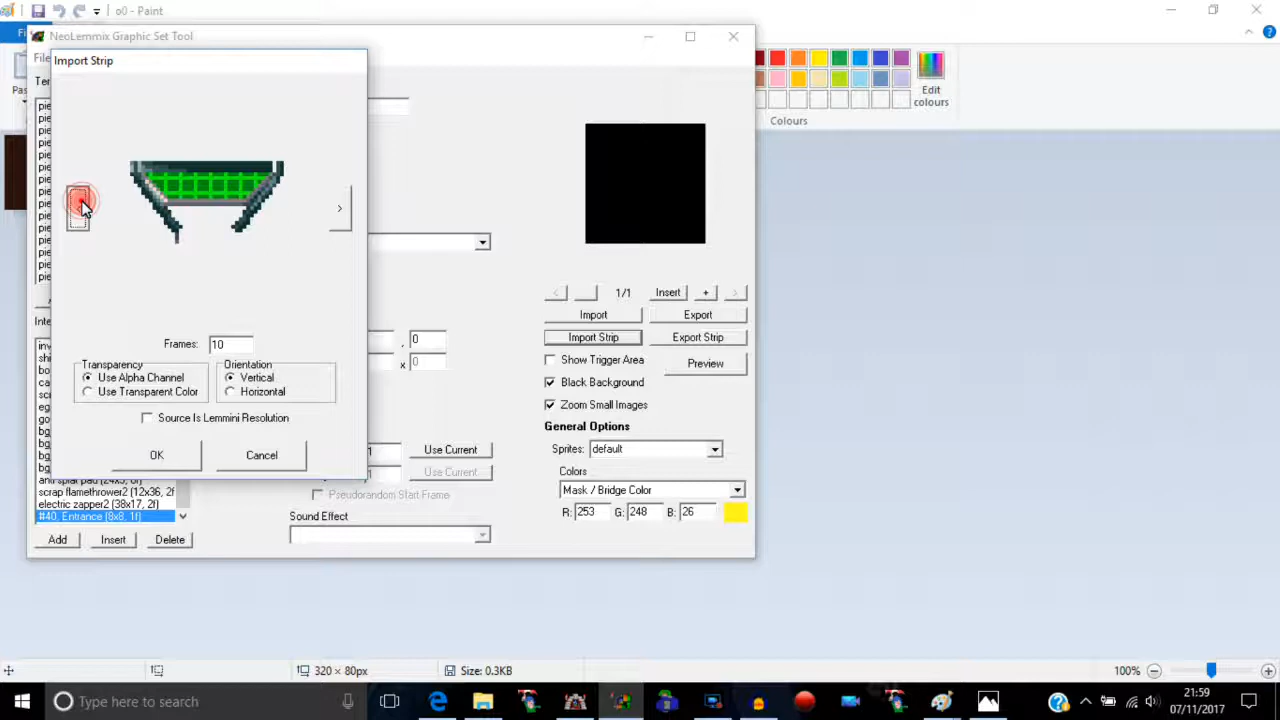 o0 - Paint
NeoLemmix Graphic Set Tool
Import Strip
Edit
colours
Colours
1/1
Insert
+
>
Import
Export
, 0
Import Strip
Export Strip
Frames: 10
Show Trigger Area
x 0
Preview
Transparency
Orientation
Use Alpha Channel
Vertical
Black Background
Use Transparent Color
Horizontal
Zoom Small Images
Source Is Lemmini Resolution
General Options
Sprites: default
Use Current
OK
Cancel
Colors
Use Current
Mask / Bridge Color
scrap flamethrower2 (12x36, 2f
Pseudorandom Start Frame
electric zapper2 (38x17, 2f)
R: 253 G: 248 B: 26
#40, Entrance (8x8, 1f)
Sound Effect
Add
Insert
Delete
320 × 80px
Size: 0.3KB
100%
Type here to search
21:59
07/11/2017